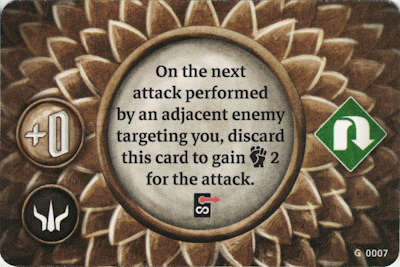 On the next
attack performed
by an adjacent enemy
targeting you, discard
this card to gain 2
for the attack.
+0
G 0007